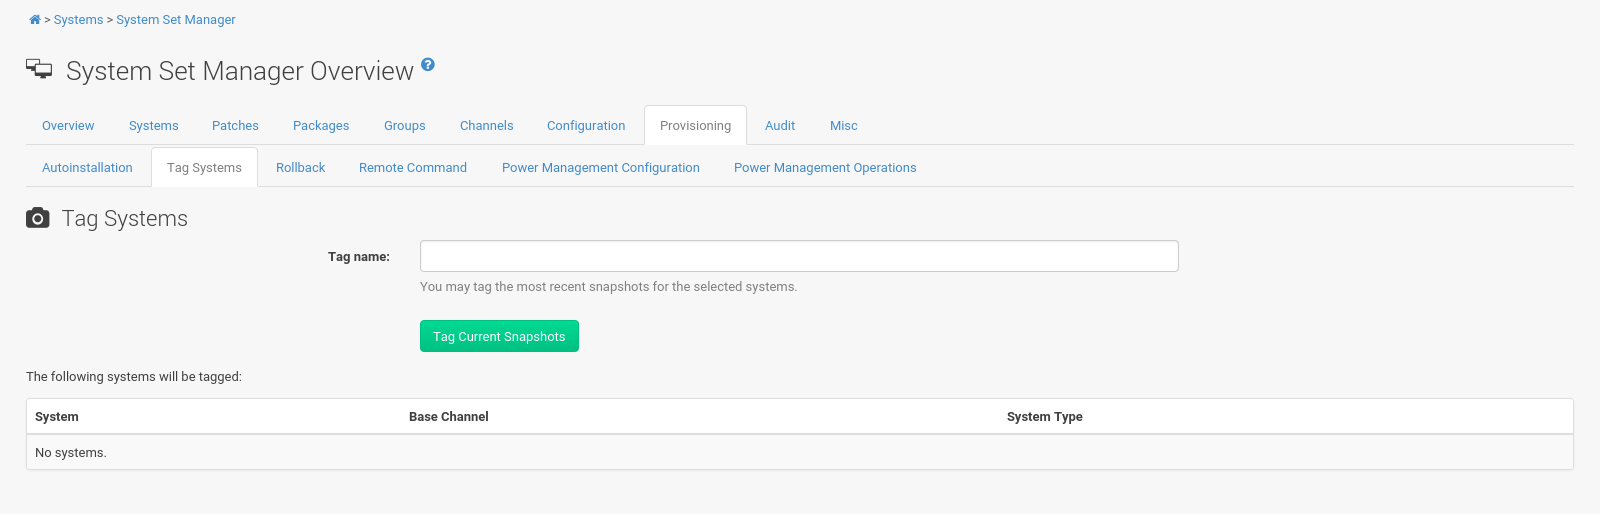 > Systems > System Set Manager
System Set Manager Overview ?
Overview Systems Patches Packages Groups Channels Configuration Provisioning Audit Misc
Autoinstallation Tag Systems Rollback Remote Command Power Management Configuration Power Management Operations
Tag Systems
Tag name:
You may tag the most recent snapshots for the selected systems.
Tag Current Snapshots
The following systems will be tagged:
System Base Channel System Type
No systems.